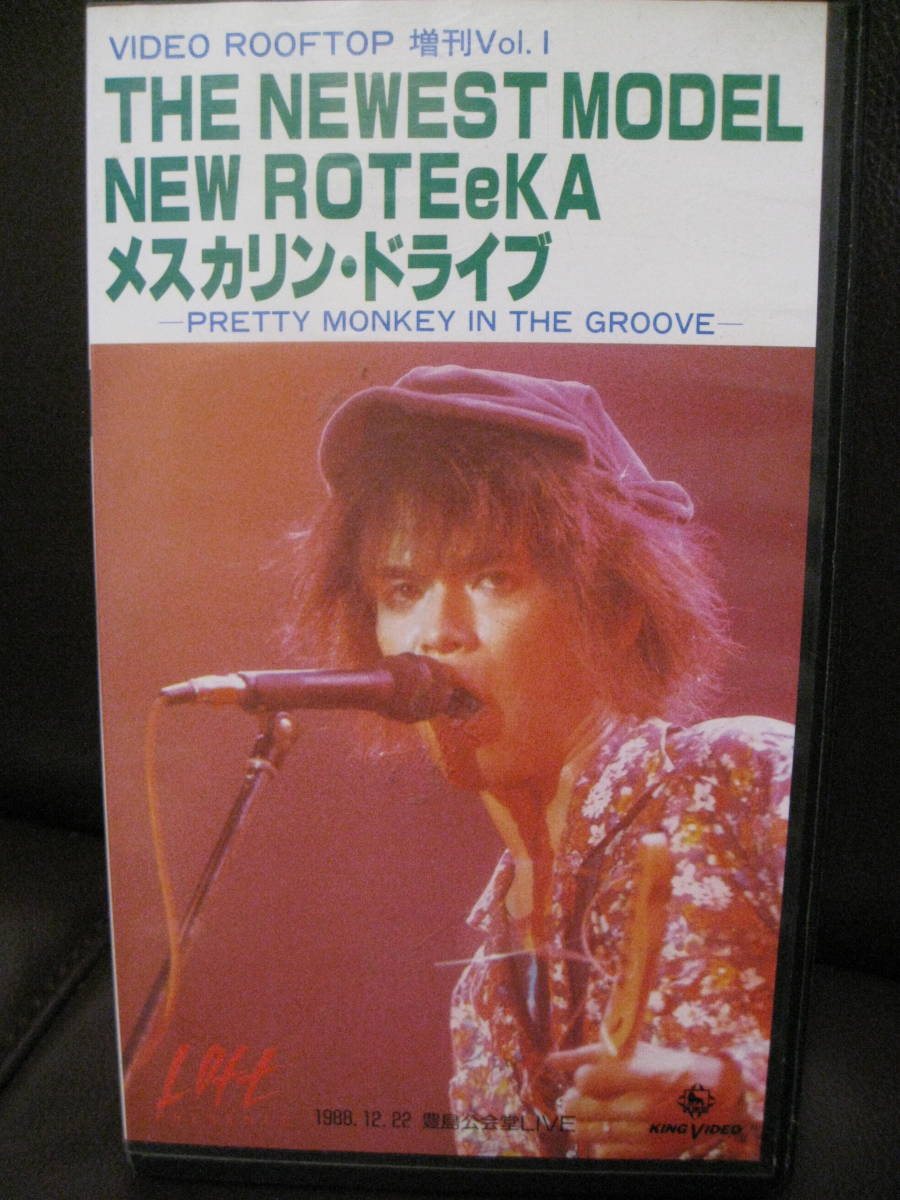 VIDEO ROOFTOP 増刊Vol.1
THE NEWEST MODEL
NEW ROTEeKA
メスカリン・ドライブ
—PRETTY MONKEY IN THE GROOVE—
LOFT
1988.12.22 豊島公会堂LIVE
KING VIDEO